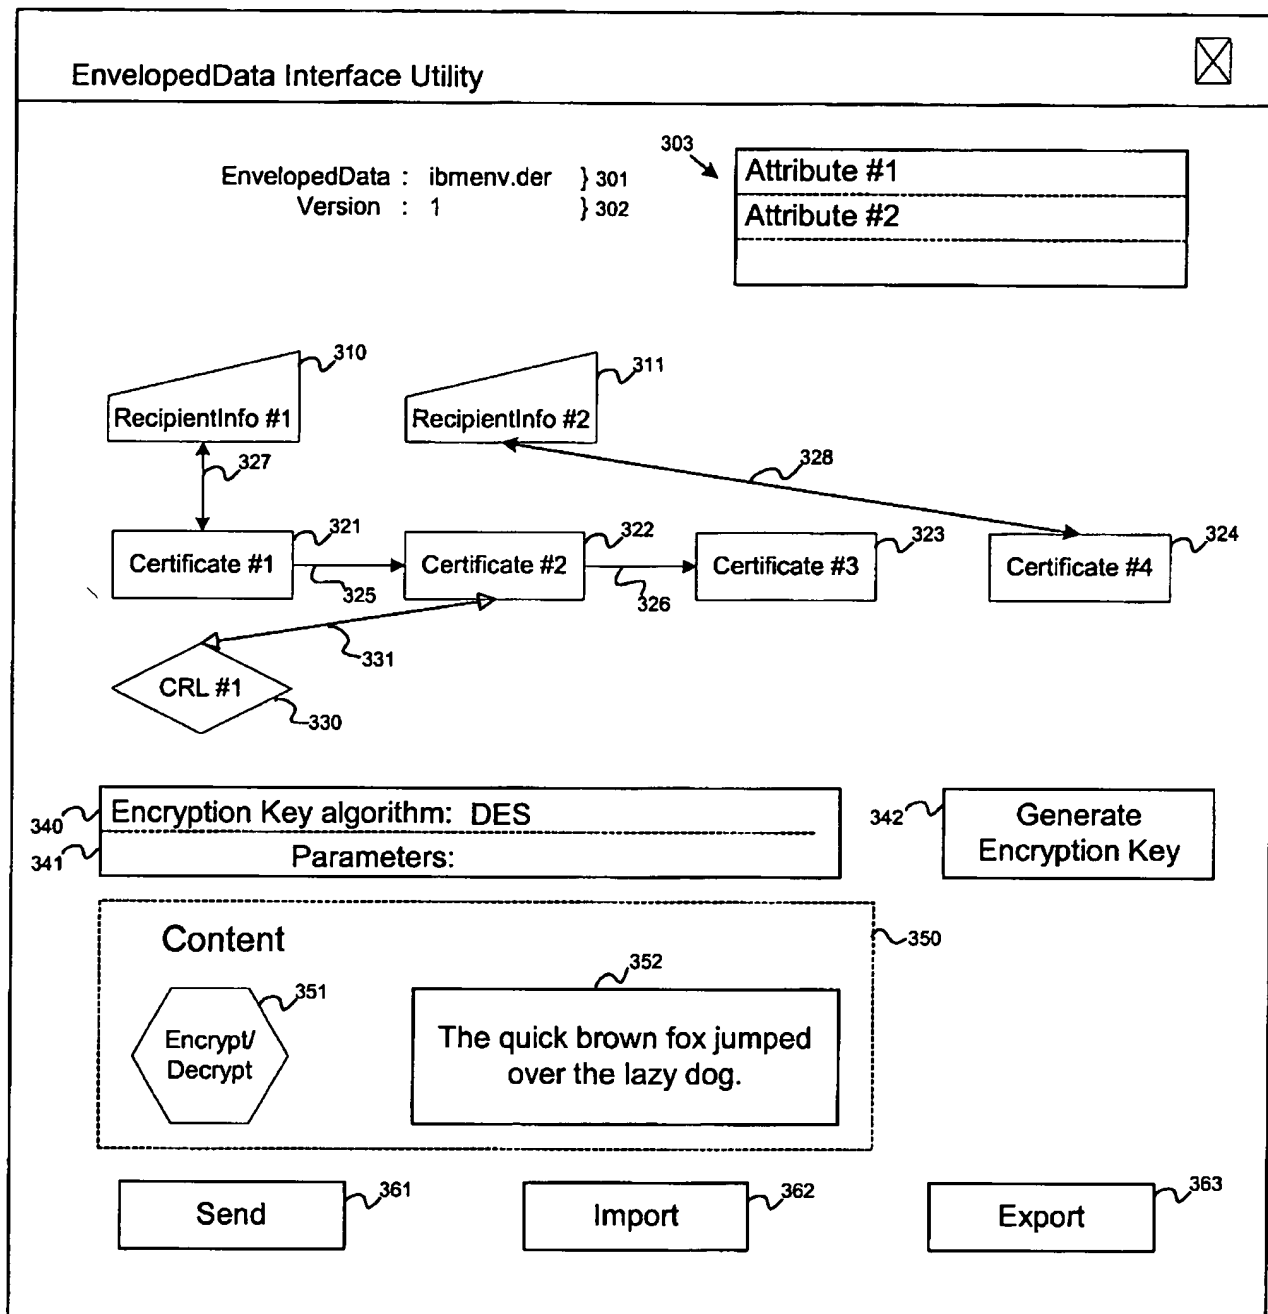 EnvelopedData Interface Utility
EnvelopedData : ibmenv.der } 301
Version : 1 } 302
303
Attribute #1
Attribute #2
310
311
RecipientInfo #1
RecipientInfo #2
327
328
321
322
323
324
Certificate #1
Certificate #2
Certificate #3
Certificate #4
325
326
331
CRL #1
330
340
Encryption Key algorithm: DES
341
Parameters:
342
Generate
Encryption Key
Content
350
351
352
Encrypt/
Decrypt
The quick brown fox jumped
over the lazy dog.
Send
361
Import
362
Export
363